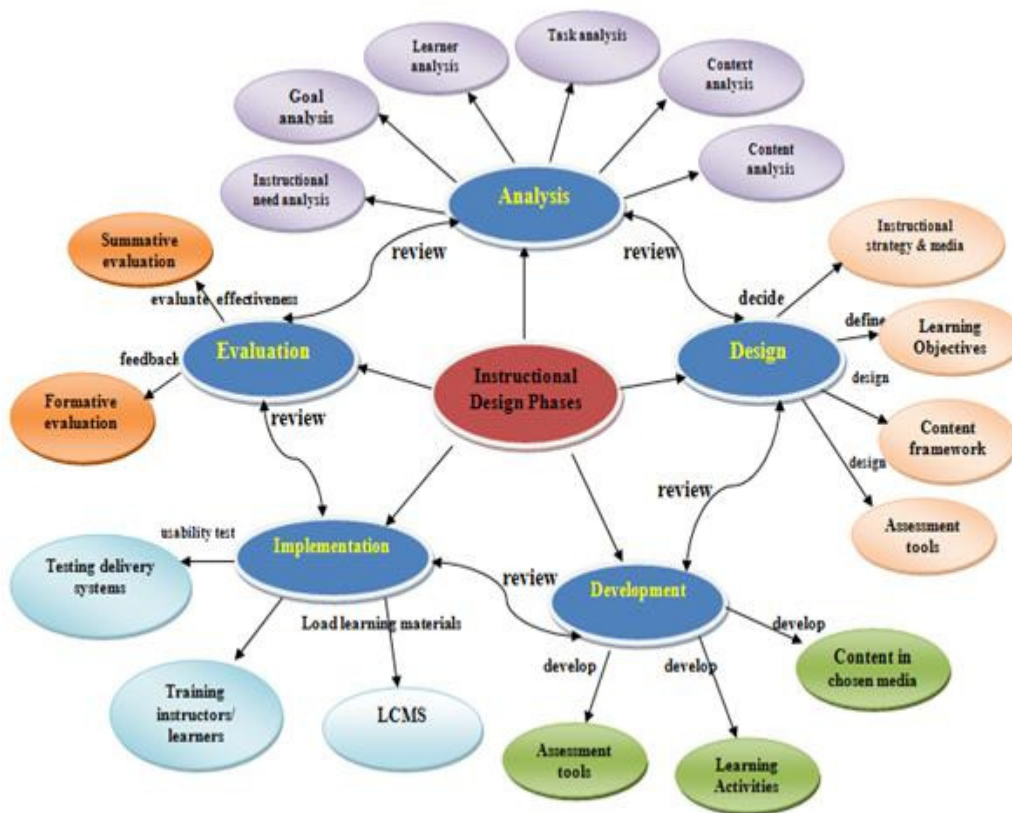 Task analysis
Learner
analysis
Context
analysis
Goal
analysis
Content
analysis
Instructional
need analysis
Analysis
Summative
evaluation
review
review
Instructional
strategy & media
evaluate effectiveness
decide
define
Learning
Objectives
Evaluation
Design
feedback
Instructional
Design Phases
design
Formative
evaluation
review
Content
framework
design
review
usability test
Implementation
Assessment
tools
Testing delivery
systems
review
Development
Load learning materials
develop
Content in
chosen media
develop
develop
Training
instructors/
learners
LCMS
Assessment
tools
Learning
Activities